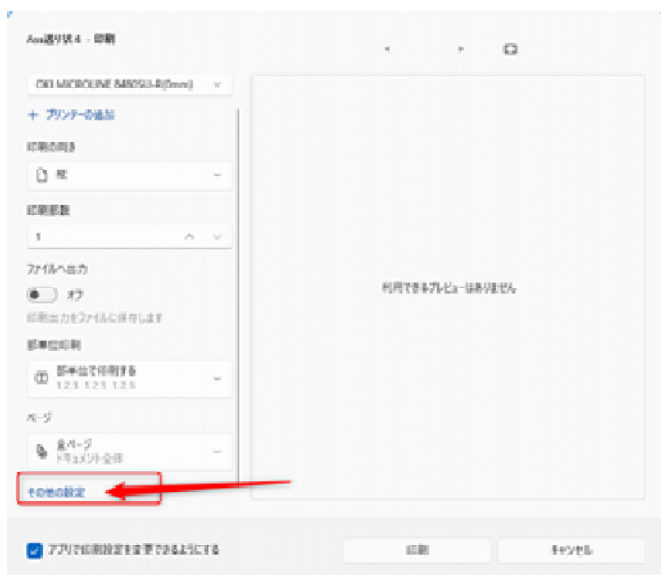 Axis送り状4 - 印刷
OKI MICROLINE 8480SU-R(0mm)
プリンターの追加
印刷の向き
縦
印刷部数
1
ファイルへ出力
オフ
印刷出力をファイルに保存します
部単位印刷
部単位で印刷する
1,2,3 1,2,3 1,2,3
ページ
全ページ
ドキュメント全体
その他の設定
利用できるプレビューはありません
アプリで印刷設定を変更できるようにする
印刷
キャンセル